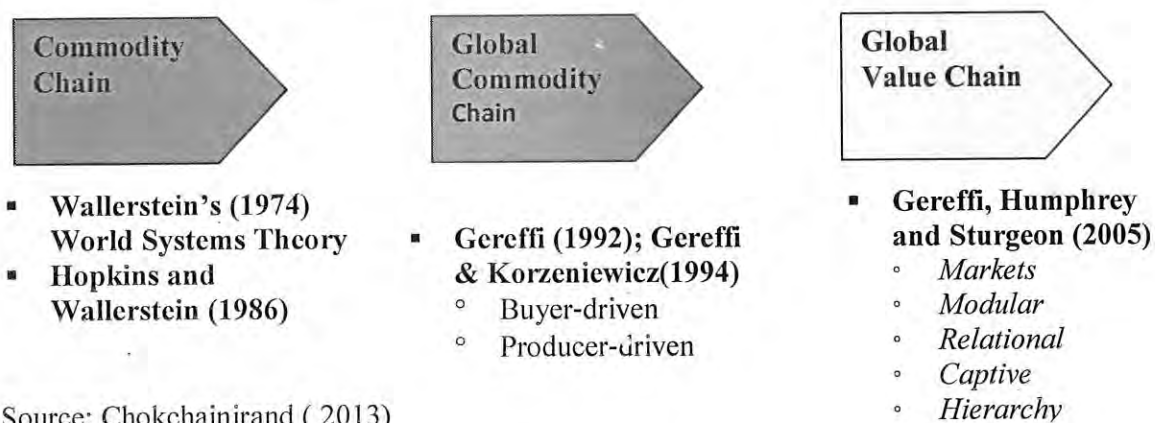 Commodity
Chain
Global
Commodity
Chain
Global
Value Chain
▪ Wallerstein's (1974)
World Systems Theory
▪ Hopkins and
Wallerstein (1986)
▪ Gereffi (1992); Gereffi
& Korzeniewicz(1994)
° Buyer-driven
° Producer-driven
▪ Gereffi, Humphrey
and Sturgeon (2005)
° Markets
° Modular
° Relational
° Captive
° Hierarchy
Source: Chokchainirand ( 2013)